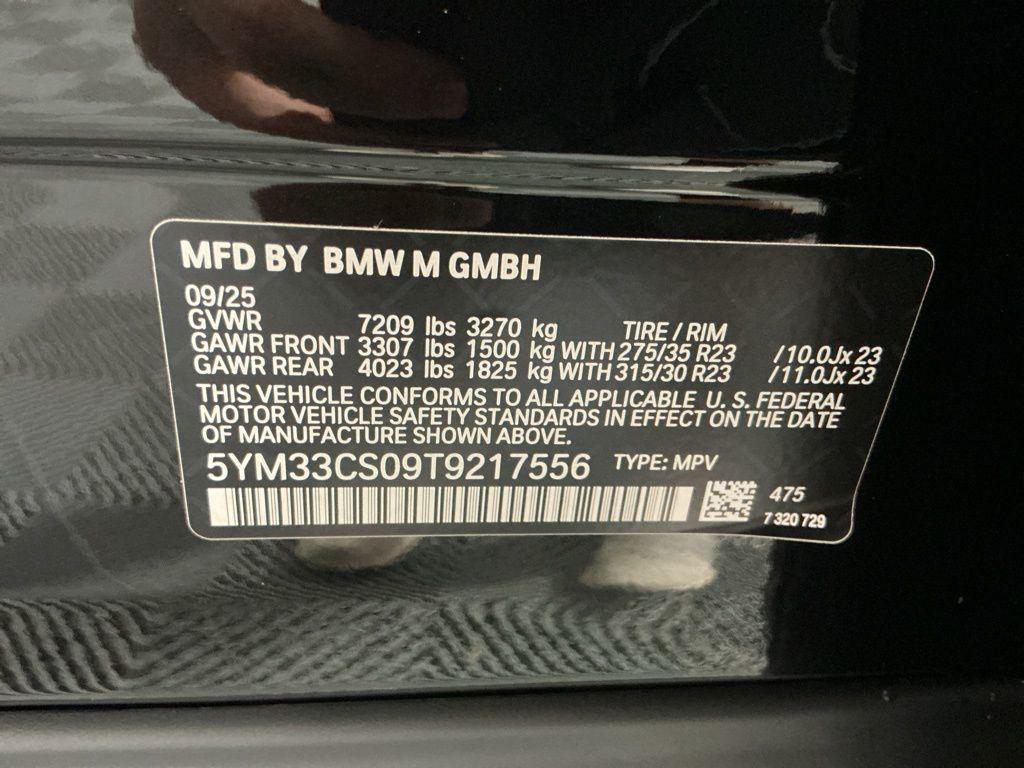 MFD BY BMW M GMBH
09/25
GVWR 7209 lbs 3270 kg TIRE / RIM
GAWR FRONT 3307 lbs 1500 kg WITH 275/35 R23 /10.0Jx 23
GAWR REAR 4023 lbs 1825 kg WITH 315/30 R23 /11.0Jx 23
THIS VEHICLE CONFORMS TO ALL APPLICABLE U. S. FEDERAL
MOTOR VEHICLE SAFETY STANDARDS IN EFFECT ON THE DATE
OF MANUFACTURE SHOWN ABOVE.
5YM33CS09T9217556 TYPE: MPV
475
7 320 729